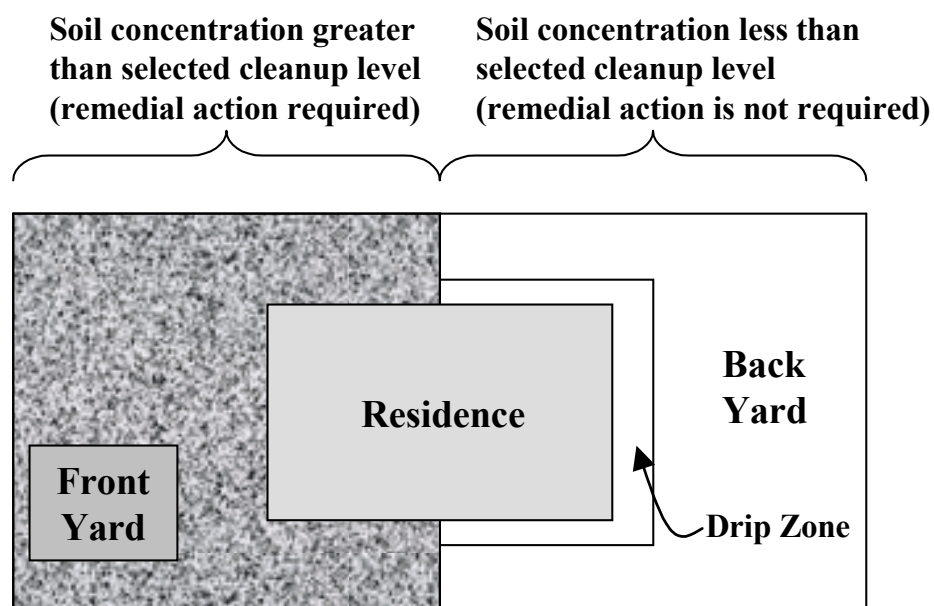 Soil concentration greater
than selected cleanup level
(remedial action required)
Soil concentration less than
selected cleanup level
(remedial action is not required)
Residence
Back
Yard
Front
Yard
Drip Zone